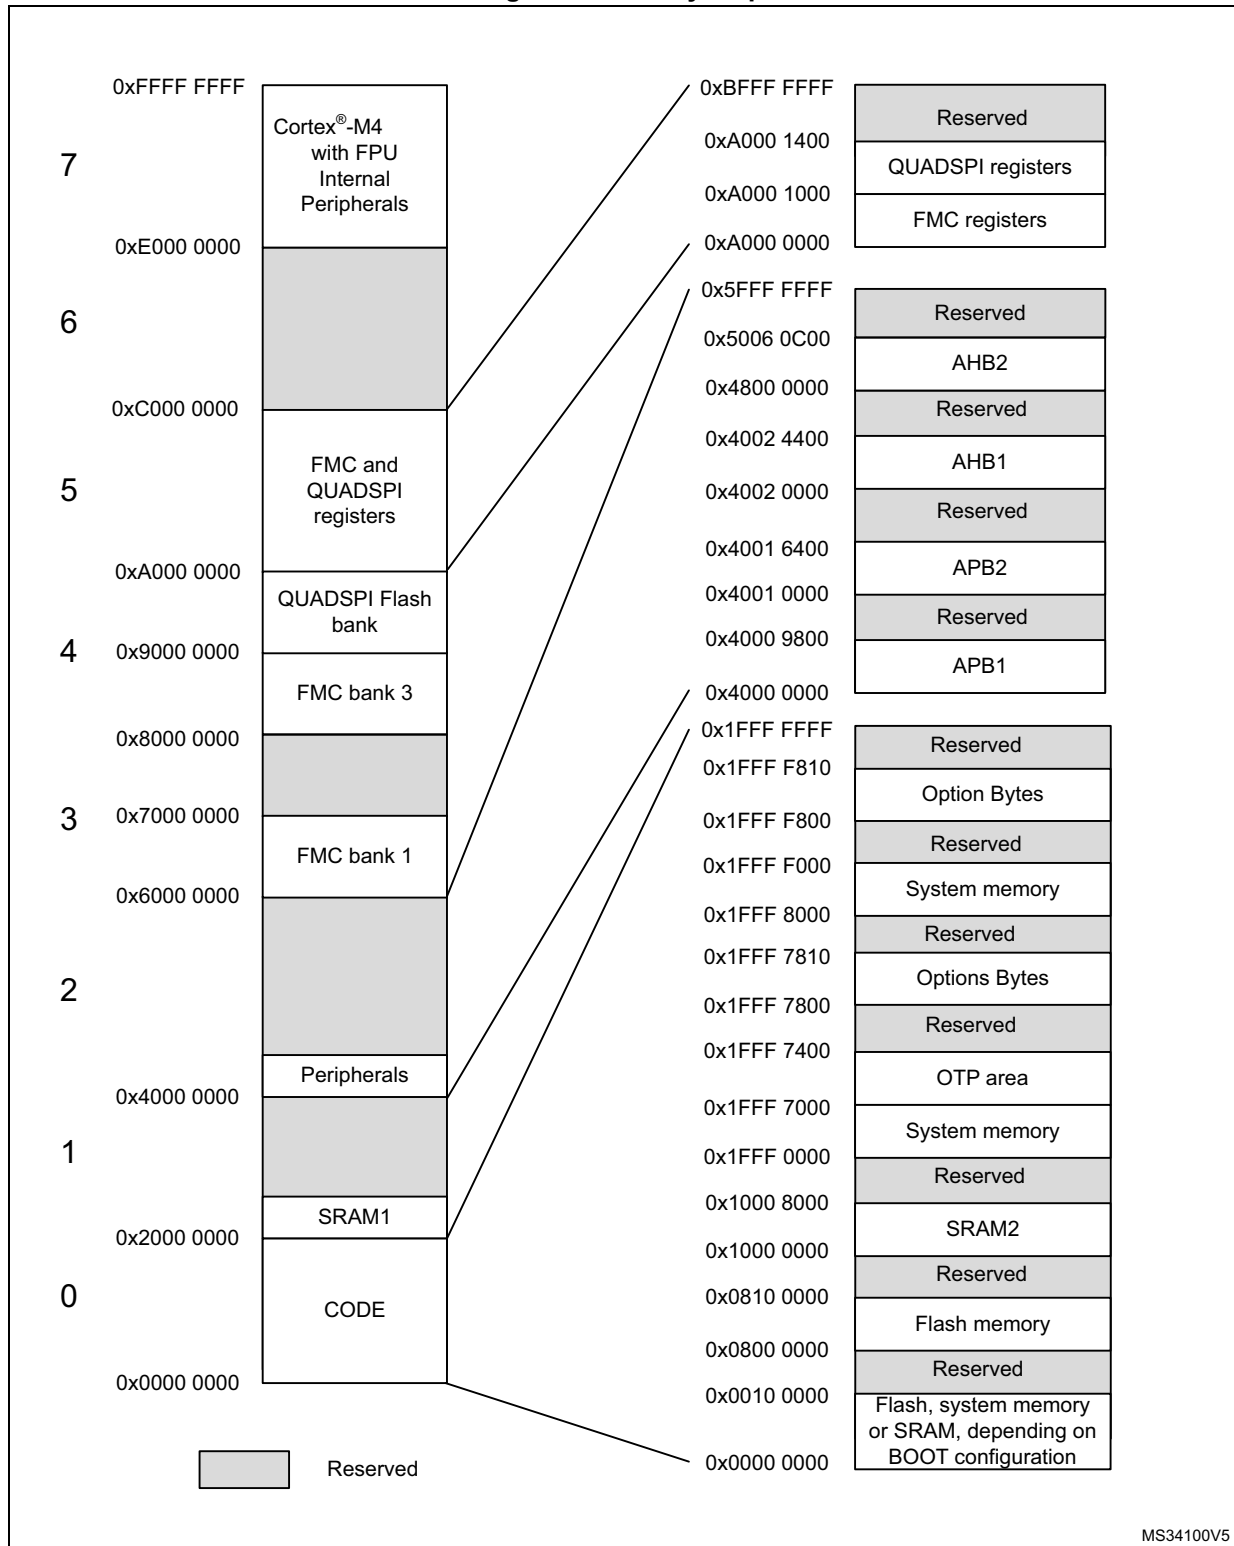 0xFFFF FFFF
Cortex®-M4
with FPU
Internal
Peripherals
7
0xE000 0000
6
0xC000 0000
FMC and
QUADSPI
registers
5
0xA000 0000
QUADSPI Flash
bank
4
0x9000 0000
FMC bank 3
0x8000 0000
3
0x7000 0000
FMC bank 1
0x6000 0000
2
Peripherals
0x4000 0000
1
SRAM1
0x2000 0000
0
CODE
0x0000 0000
Reserved
0xBFFF FFFF
Reserved
0xA000 1400
QUADSPI registers
0xA000 1000
FMC registers
0xA000 0000
0x5FFF FFFF
Reserved
0x5006 0C00
AHB2
0x4800 0000
Reserved
0x4002 4400
AHB1
0x4002 0000
Reserved
0x4001 6400
APB2
0x4001 0000
Reserved
0x4000 9800
APB1
0x4000 0000
0x1FFF FFFF
Reserved
0x1FFF F810
Option Bytes
0x1FFF F800
Reserved
0x1FFF F000
System memory
0x1FFF 8000
Reserved
0x1FFF 7810
Options Bytes
0x1FFF 7800
Reserved
0x1FFF 7400
OTP area
0x1FFF 7000
System memory
0x1FFF 0000
Reserved
0x1000 8000
SRAM2
0x1000 0000
Reserved
0x0810 0000
Flash memory
0x0800 0000
Reserved
0x0010 0000
Flash, system memory
or SRAM, depending on
BOOT configuration
0x0000 0000
MS34100V5